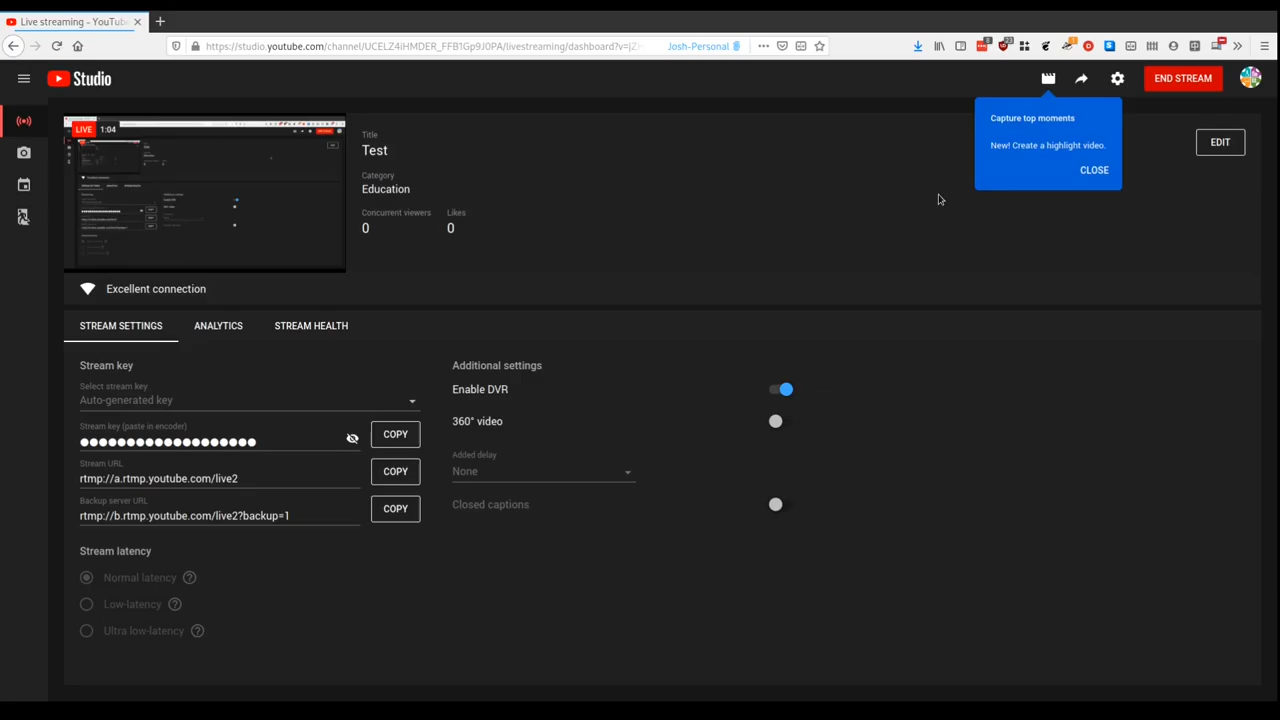 Live streaming - YouTub
https://studio.youtube.com/channel/UCELZ4iHMDER_FFB1Gp9J0PA/livestreaming/dashboard?v=jZ
Josh-Personal
Studio
END STREAM
Capture top moments
New! Create a highlight video.
CLOSE
LIVE 1:04
Title
Test
EDIT
Category
Education
Concurrent viewers
Likes
0
0
Excellent connection
STREAM SETTINGS
ANALYTICS
STREAM HEALTH
Stream key
Select stream key
Auto-generated key
Stream key (paste in encoder)
COPY
Stream URL
rtmp://a.rtmp.youtube.com/live2
COPY
Backup server URL
rtmp://b.rtmp.youtube.com/live2?backup=1
COPY
Stream latency
Normal latency
Low-latency
Ultra low-latency
Additional settings
Enable DVR
360° video
Added delay
None
Closed captions